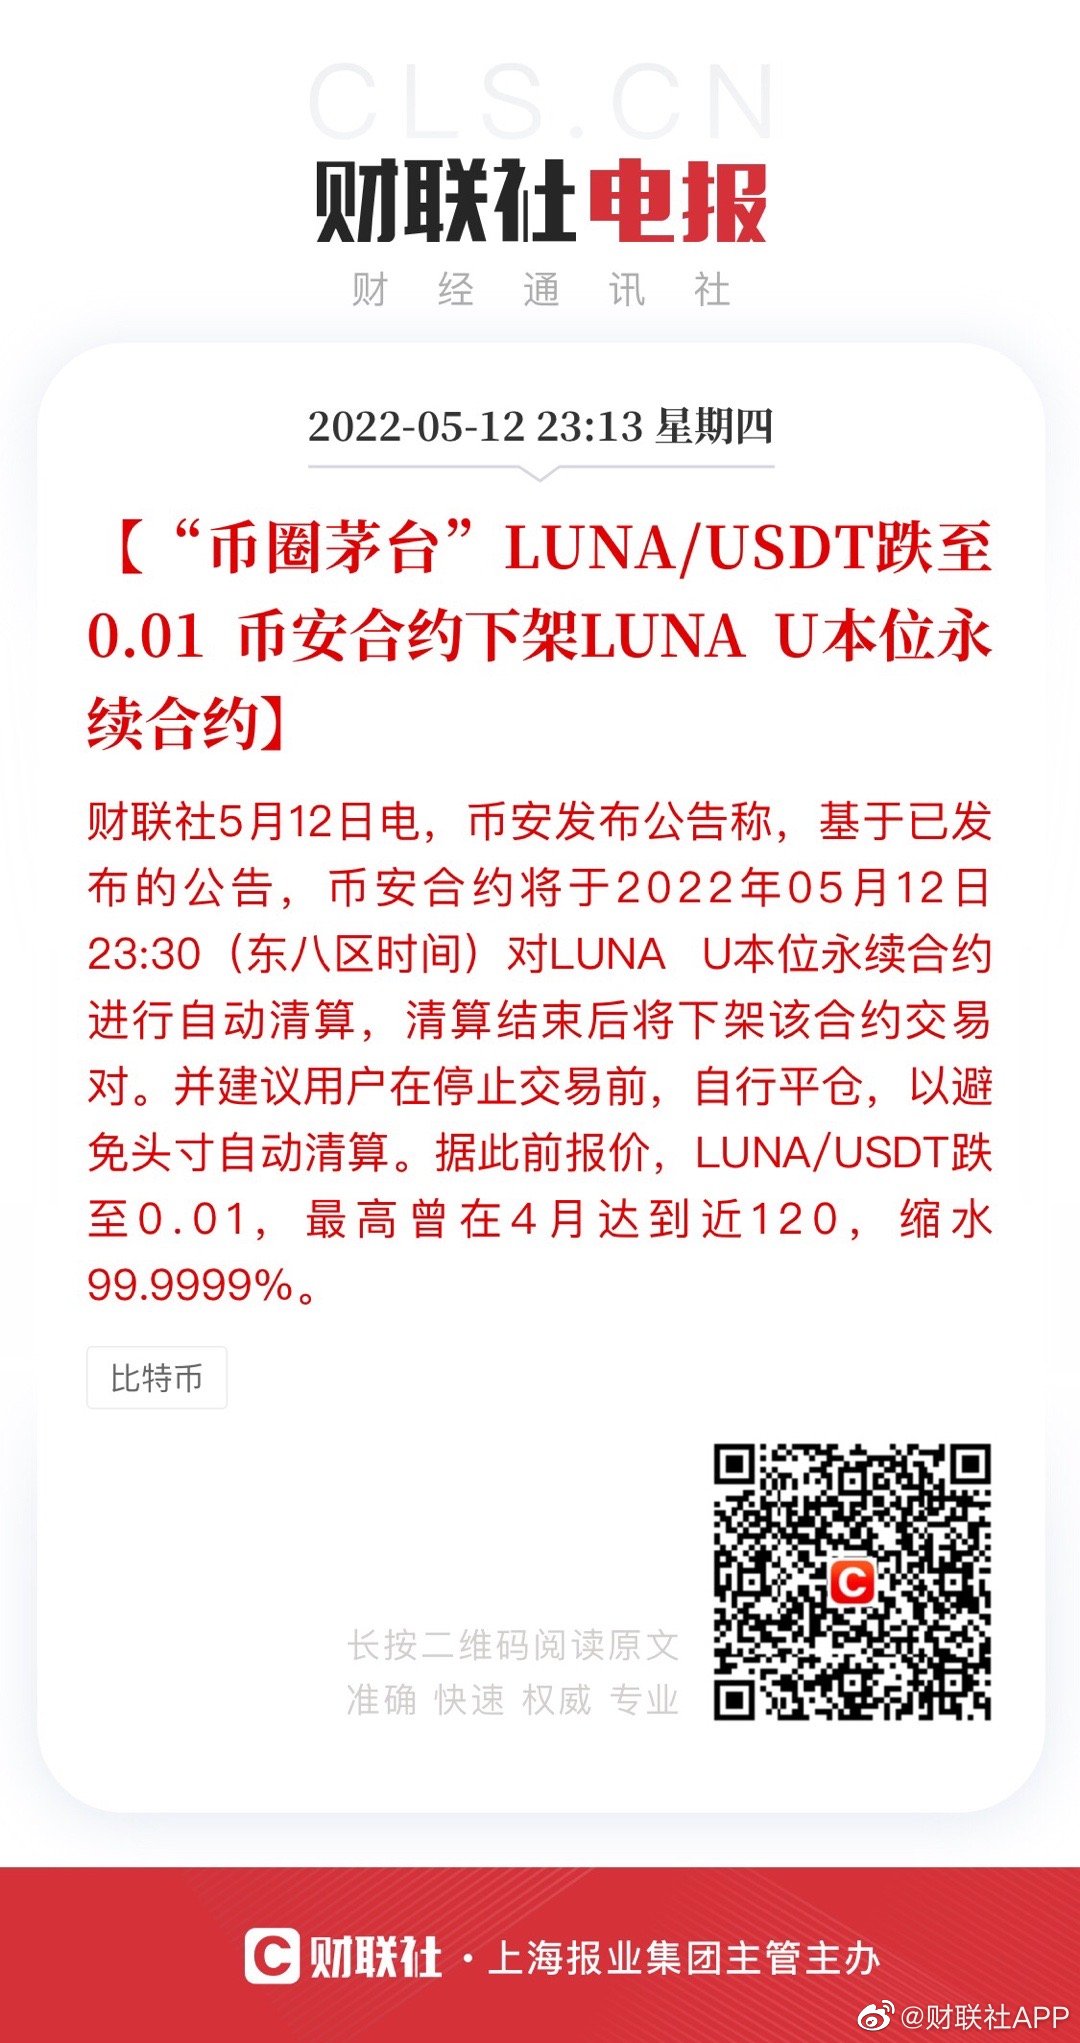 CLS.CN
财联社电报
财经通讯社
2022-05-12 23:13 星期四
【“币圈茅台”LUNA/USDT跌至
0.01 币安合约下架LUNA U本位永
续合约】
财联社5月12日电，币安发布公告称，基于已发
布的公告，币安合约将于2022年05月12日
23:30（东八区时间）对LUNA U本位永续合约
进行自动清算，清算结束后将下架该合约交易
对。并建议用户在停止交易前，自行平仓，以避
免头寸自动清算。据此前报价，LUNA/USDT跌
至0.01，最高曾在4月达到近120，缩水
99.9999%。
比特币
长按二维码阅读原文
准确 快速 权威 专业
C 财联社·上海报业集团主管主办
@财联社APP